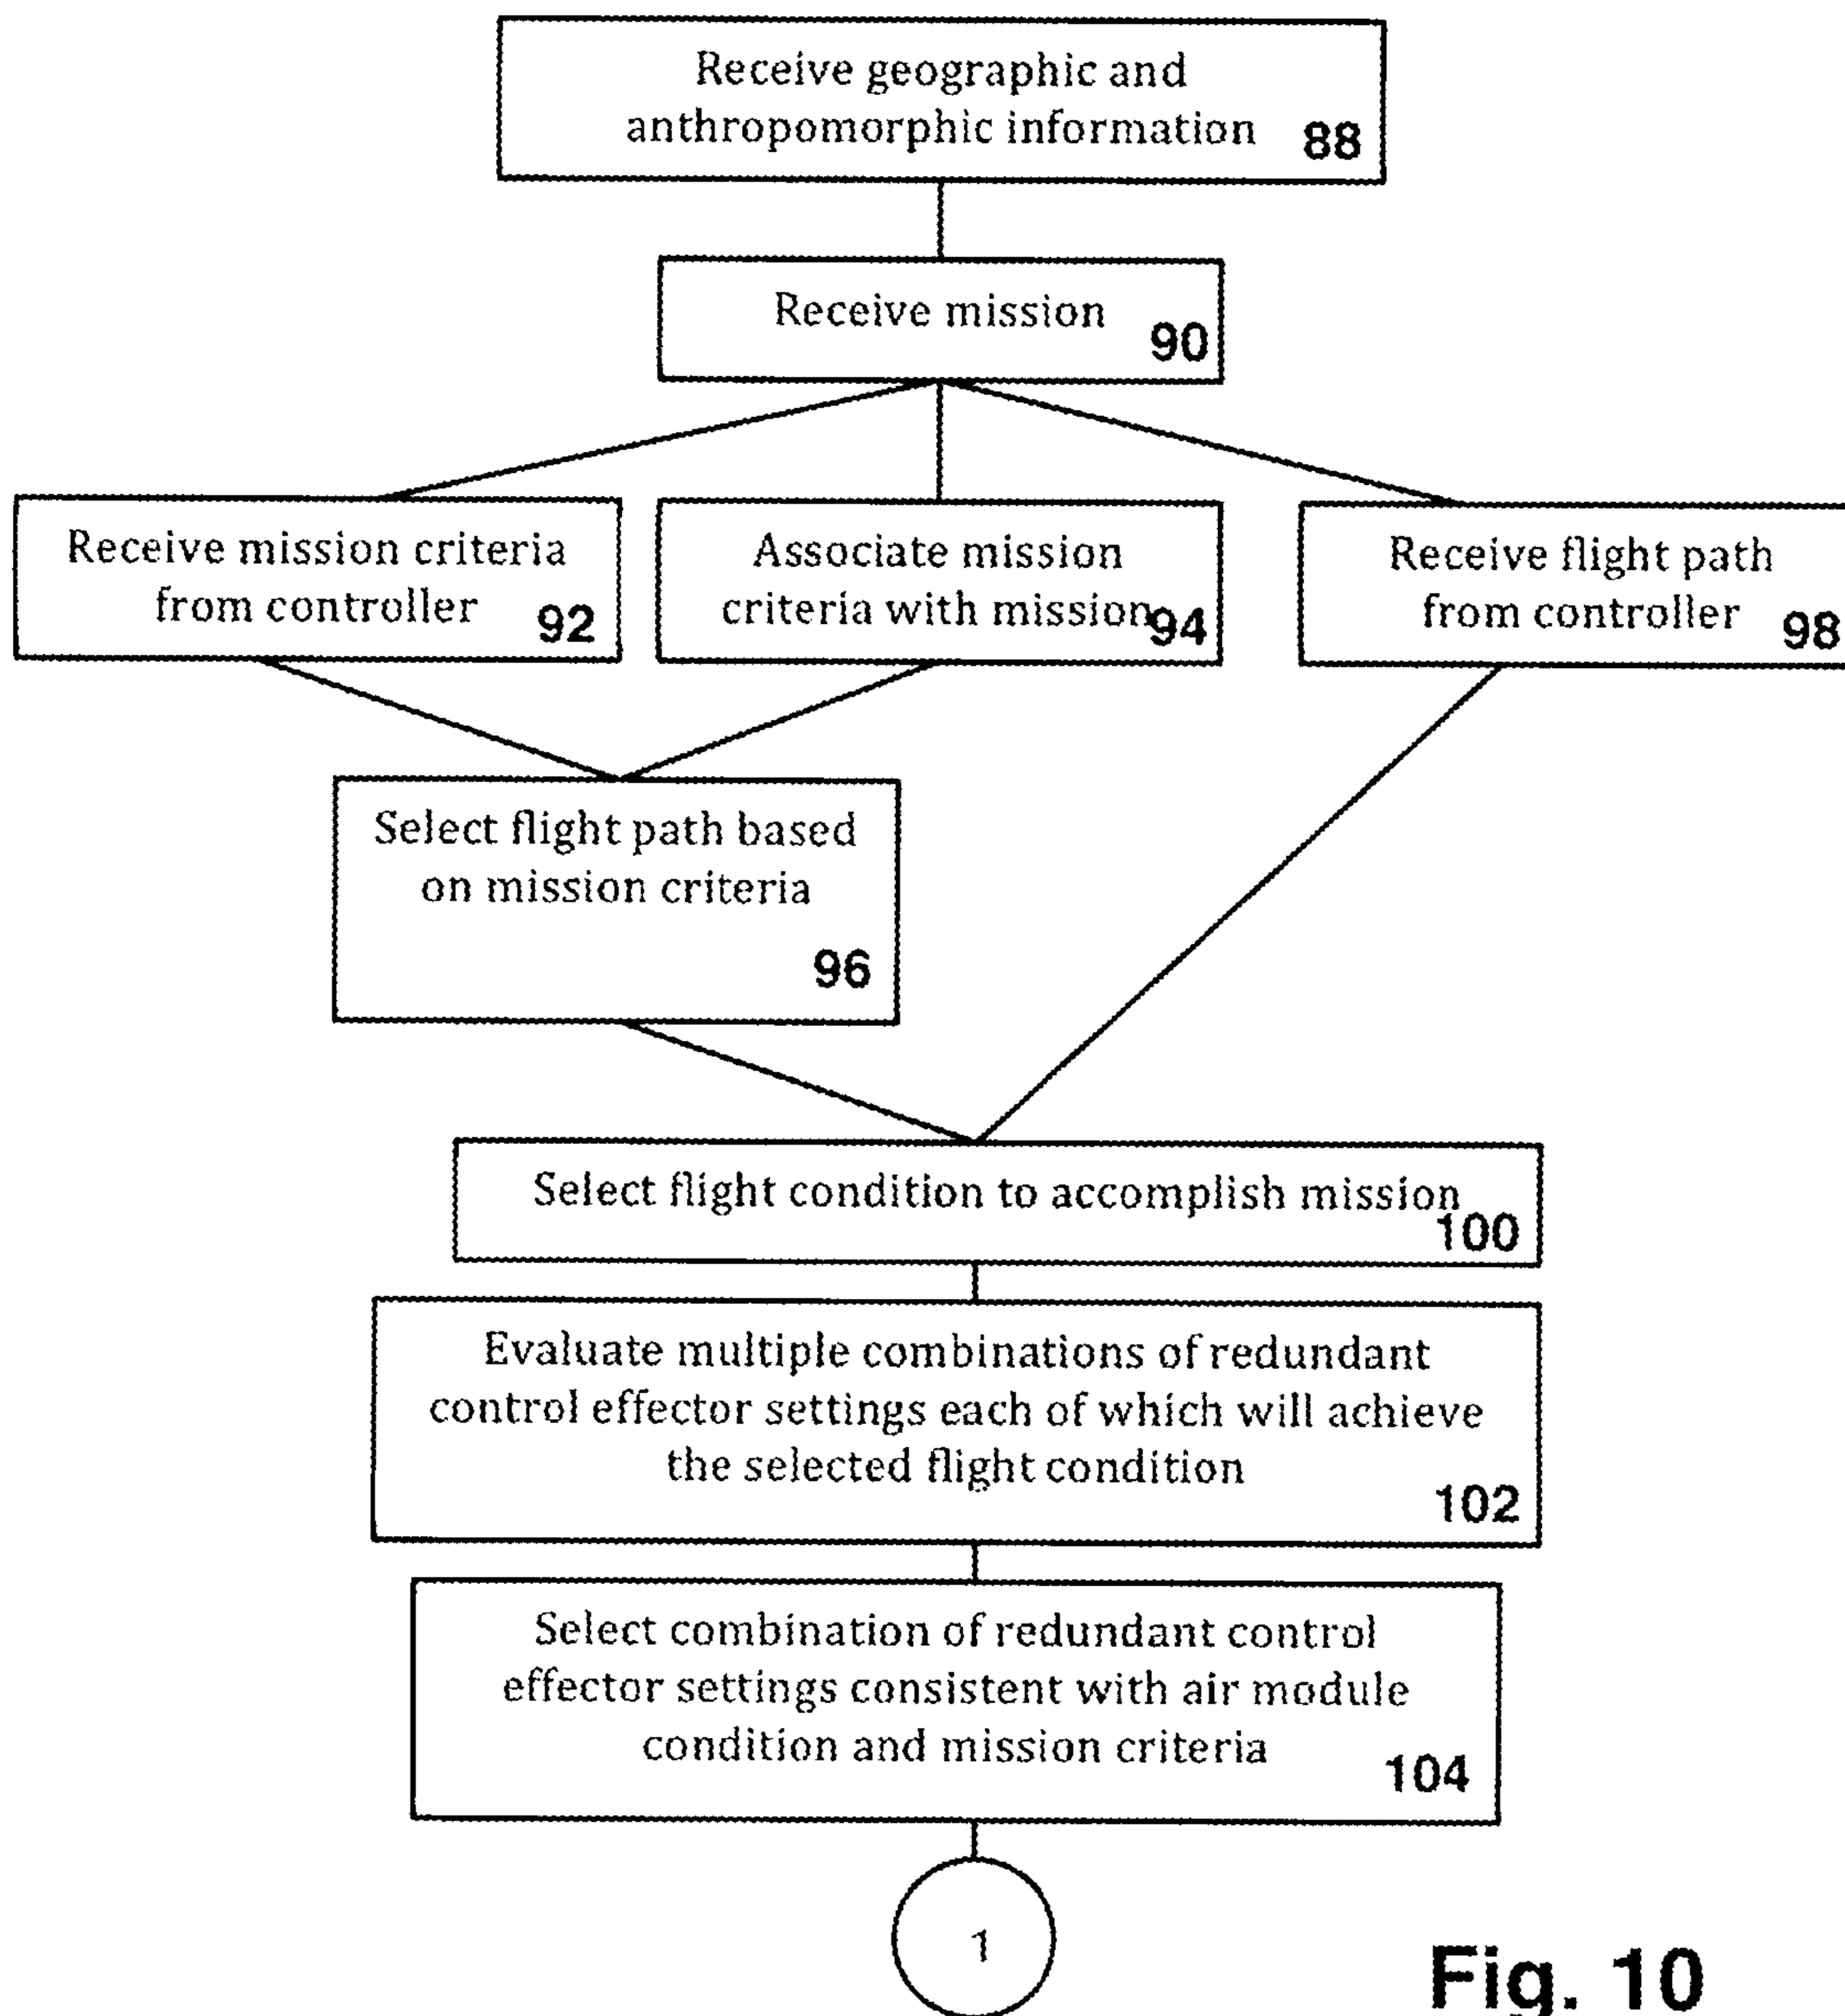 Receive geographic and
anthropomorphic information 88
Receive mission
90
Receive mission criteria
from controller 92
Associate mission
criteria with mission 94
Receive flight path
from controller 98
Select flight path based
on mission criteria
96
Select flight condition to accomplish mission
100
Evaluate multiple combinations of redundant
control effector settings each of which will achieve
the selected flight condition
102
Select combination of redundant control
effector settings consistent with air module
condition and mission criteria
104
1
Fig. 10